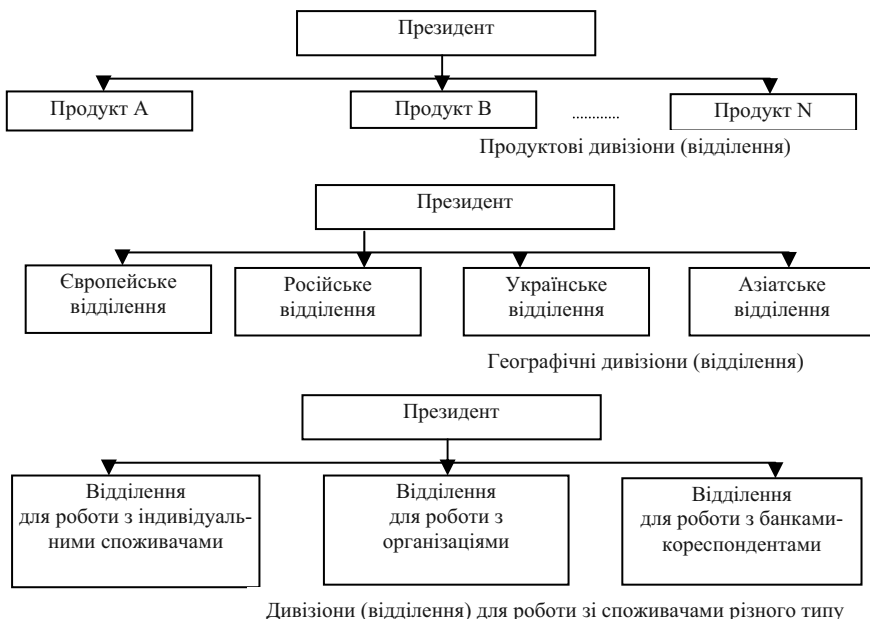 Президент
Продукт А
Продукт В
............
Продукт N
Продуктові дивізіони (відділення)
Президент
Європейське
відділення
Російське
відділення
Українське
відділення
Азіатське
відділення
Географічні дивізіони (відділення)
Президент
Відділення
для роботи з індивідуаль-
ними споживачами
Відділення
для роботи з
організаціями
Відділення
для роботи з банками-
кореспондентами
Дивізіони (відділення) для роботи зі споживачами різного типу